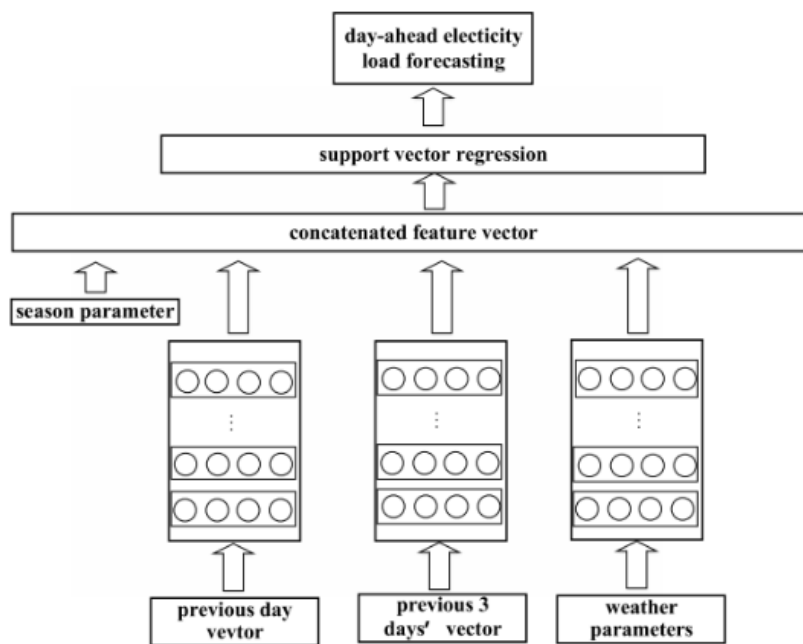 day-ahead electicity
load forecasting
support vector regression
concatenated feature vector
season parameter
previous day
vevtor
previous 3
days' vector
weather
parameters